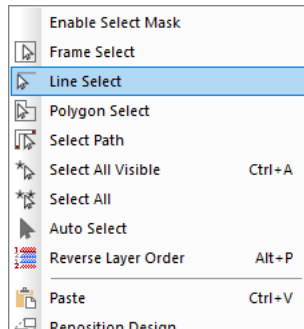 Enable Select Mask
Frame Select
Line Select
Polygon Select
Select Path
Select All Visible Ctrl+A
Select All
Auto Select
Reverse Layer Order Alt+P
Paste Ctrl+V
Reposition Design